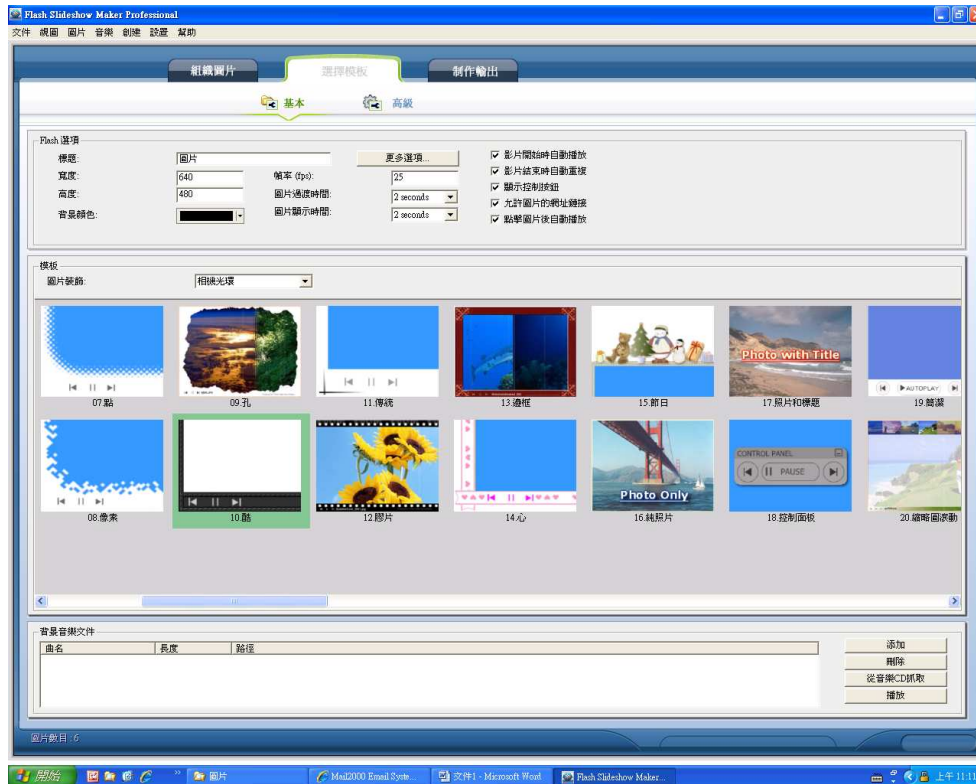 Flash Slideshow Maker Professional
文件 視圖 圖片 音樂 創建 設置 幫助
組織圖片 選擇模板 制作輸出
基本 高級
Flash 選項
標題: 圖片 更多選項...
寬度: 640 幀率 (fps): 25
高度: 480 圖片過渡時間: 2 seconds
背景顏色: 圖片顯示時間: 2 seconds
影片開始時自動播放
影片結束時自動重複
顯示控制按鈕
允許圖片的網址鏈接
點擊圖片後自動播放
模板
圖片裝飾: 相機光環
Photo with Title
AUTOPLAY
07.點 09.孔 11.傳統 13.邊框 15.節日 17.照片和標題 19.簡潔
Photo Only
CONTROL PANEL
PAUSE
08.像素 10.酷 12.膠片 14.心 16.純照片 18.控制面板 20.縮略圖滾動
背景音樂文件
曲名 長度 路徑
添加
刪除
從音樂CD抓取
播放
圖片數目 :6
開始 圖片 Mail2000 Email Syste... 文件1 - Microsoft Word Flash Slideshow Maker... 上午 11:11